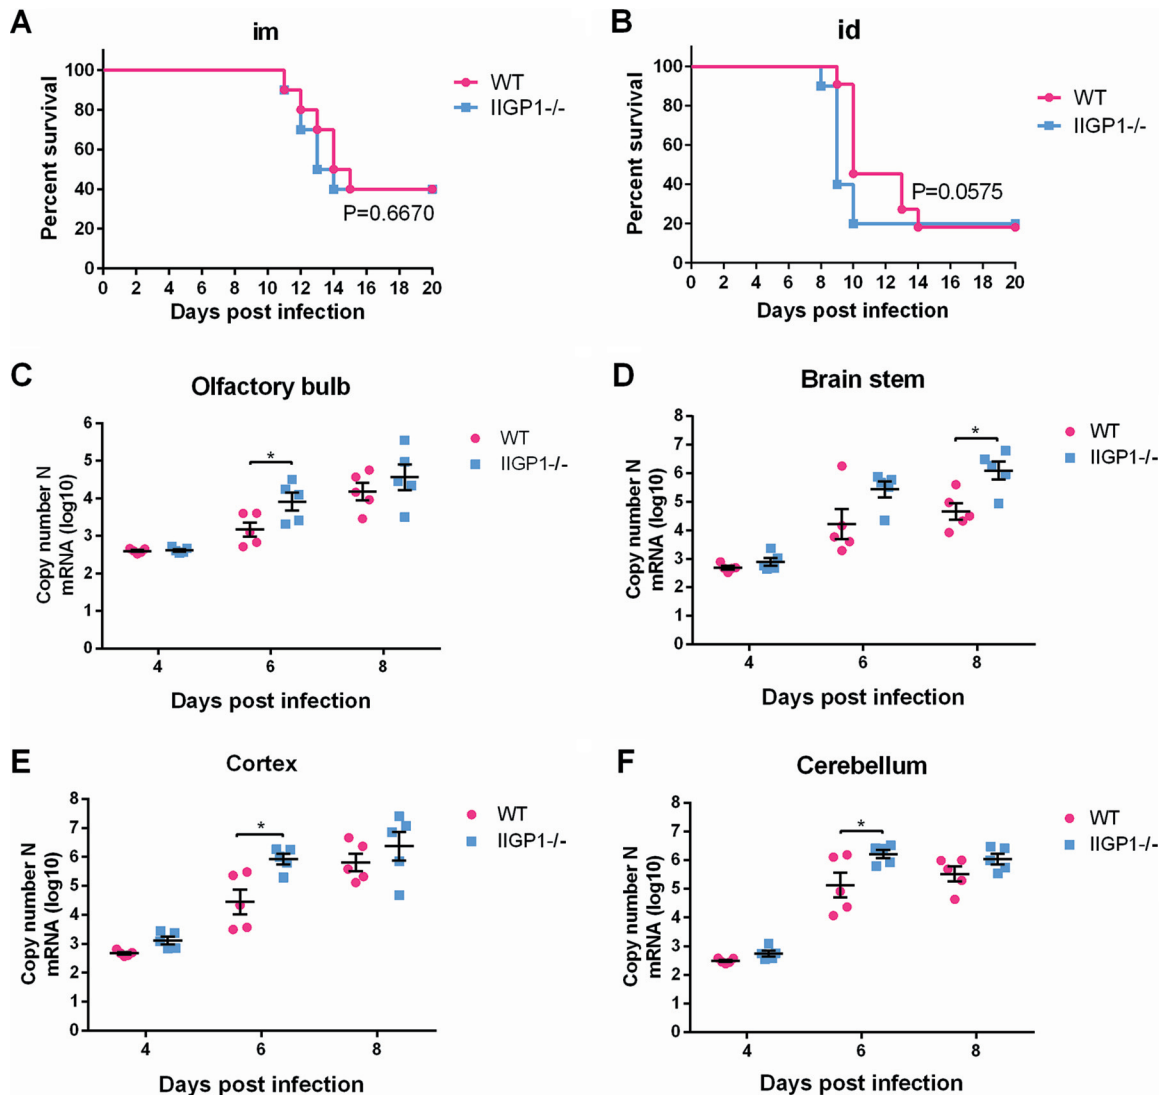 A
im
Percent survival
100
80
60
40
20
0
0 2 4 6 8 10 12 14 16 18 20
Days post infection
WT
IIGP1-/-
P=0.6670
B
id
Percent survival
100
80
60
40
20
0
0 2 4 6 8 10 12 14 16 18 20
Days post infection
WT
IIGP1-/-
P=0.0575
C
Olfactory bulb
Copy number N
mRNA (log10)
6
5
4
3
2
1
0
4 6 8
Days post infection
*
WT
IIGP1-/-
D
Brain stem
Copy number N
mRNA (log10)
8
7
6
5
4
3
2
1
0
4 6 8
Days post infection
*
WT
IIGP1-/-
E
Cortex
Copy number N
mRNA (log10)
8
7
6
5
4
3
2
1
0
4 6 8
Days post infection
*
WT
IIGP1-/-
F
Cerebellum
Copy number N
mRNA (log10)
8
7
6
5
4
3
2
1
0
4 6 8
Days post infection
*
WT
IIGP1-/-